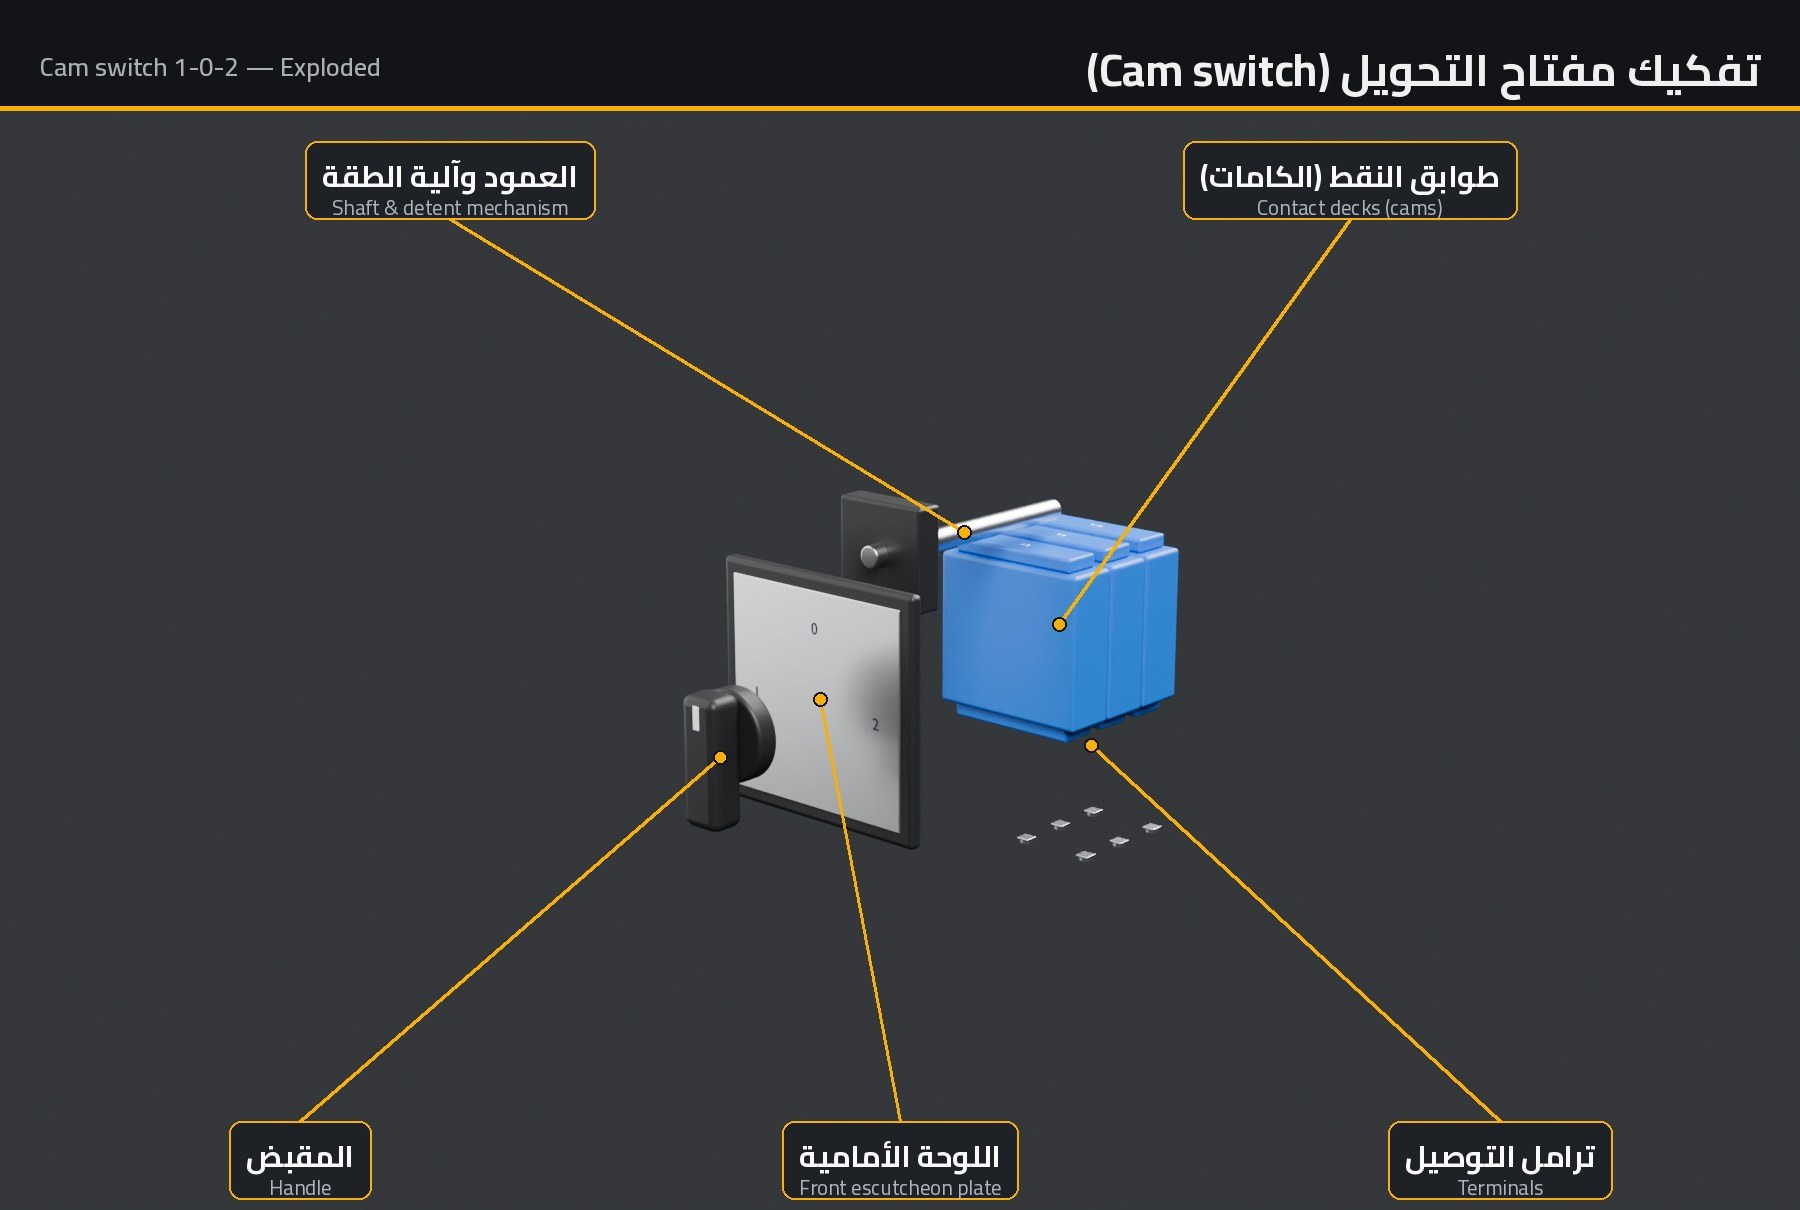 تفكيك مفتاح التحويل (Cam switch)
Cam switch 1-0-2 — Exploded
طوابق النقط (الكامات)
Contact decks (cams)
العمود وآلية الطقة
Shaft & detent mechanism
0
1
2
المقبض
Handle
اللوحة الأمامية
Front escutcheon plate
ترامل التوصيل
Terminals